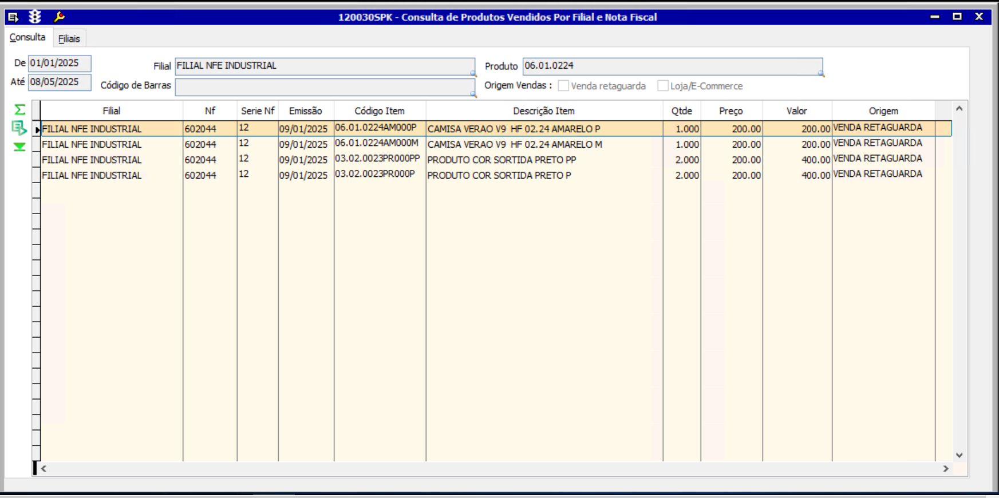 120030SPK - Consulta de Produtos Vendidos Por Filial e Nota Fiscal
Consulta Filiais
De 01/01/2025 Filial FILIAL NFE INDUSTRIAL Produto 06.01.0224
Até 08/05/2025 Código de Barras Origem Vendas : Venda retaguarda Loja/E-Commerce
Filial Nf Serie Nf Emissão Código Item Descrição Item Qtde Preço Valor Origem
FILIAL NFE INDUSTRIAL 602044 12 09/01/2025 06.01.0224AM000P CAMISA VERAO V9 HF 02.24 AMARELO P 1.000 200.00 200.00 VENDA RETAGUARDA
FILIAL NFE INDUSTRIAL 602044 12 09/01/2025 06.01.0224AM000M CAMISA VERAO V9 HF 02.24 AMARELO M 1.000 200.00 200.00 VENDA RETAGUARDA
FILIAL NFE INDUSTRIAL 602044 12 09/01/2025 03.02.0023PR000PP PRODUTO COR SORTIDA PRETO PP 2.000 200.00 400.00 VENDA RETAGUARDA
FILIAL NFE INDUSTRIAL 602044 12 09/01/2025 03.02.0023PR000P PRODUTO COR SORTIDA PRETO P 2.000 200.00 400.00 VENDA RETAGUARDA